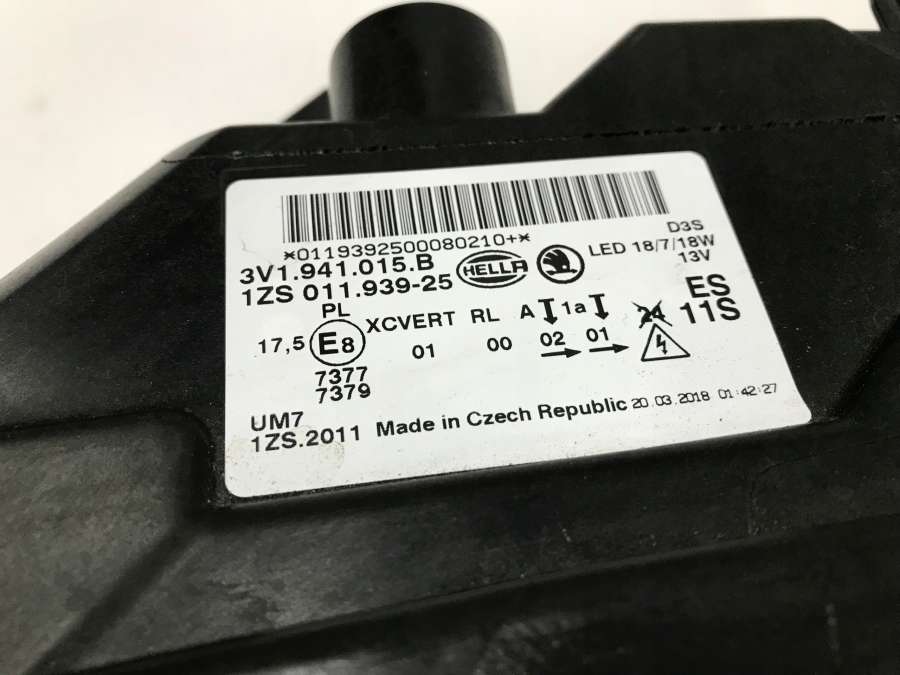 *0119392500080210+*
3V1.941.015.B
1ZS 011.939-25
HELLA
D3S
LED 18/7/18W
13V
PL
17,5 E8
7377
7379
XCVERT RL A 1a
01 00 02 01
24
ES
11S
UM7
1ZS.2011 Made in Czech Republic 20.03.2018 01:42:27